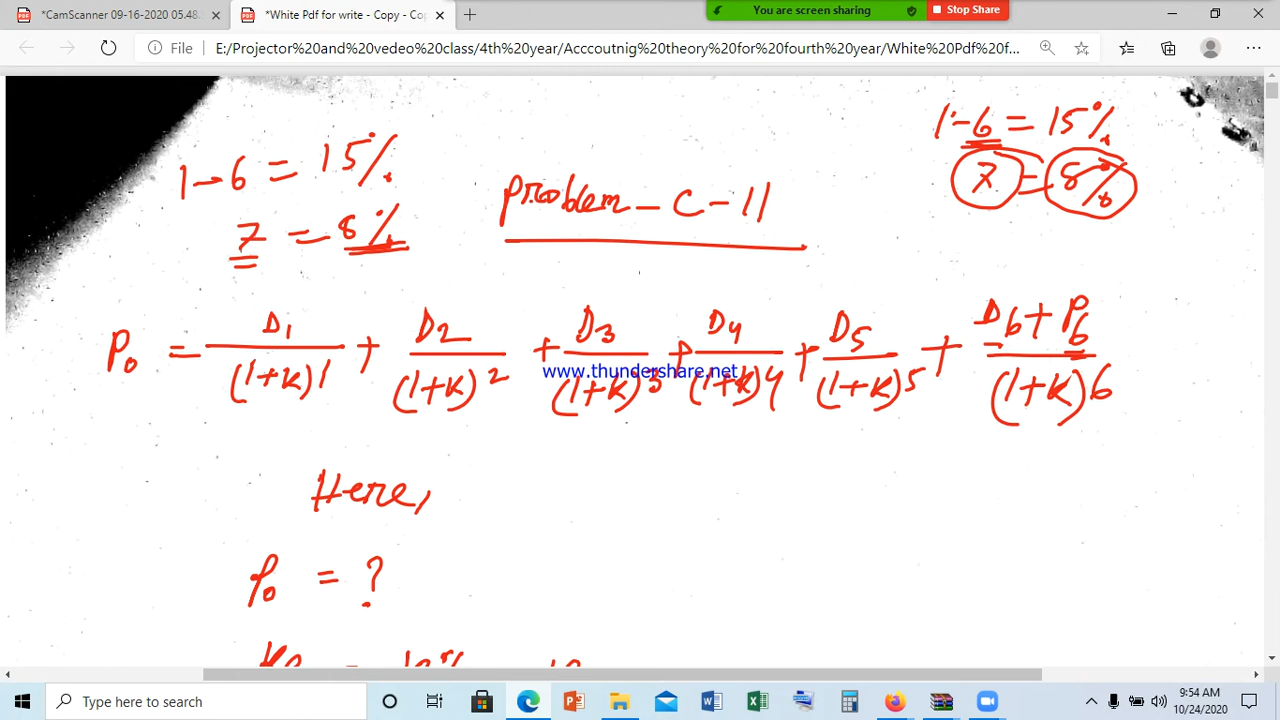 *CamScanner 09-16-2020 05.48
*White Pdf for write - Copy - Cop
You are screen sharing
Stop Share
File
E:/Projector%20and%20vedeo%20class/4th%20year/Acccoutnig%20theory%20for%20fourth%20year/White%20Pdf%20f...
1-6 = 15%
7 = 8%
1-6 = 15%
7 = 8%
problem - C - 11
P0 = D1/(1+K)1 + D2/(1+K)2 + D3/(1+K)3 + D4/(1+K)4 + D5/(1+K)5 + D6+P6/(1+K)6
www.thundershare.net
Here,
P0 = ?
Type here to search
9:54 AM
10/24/2020